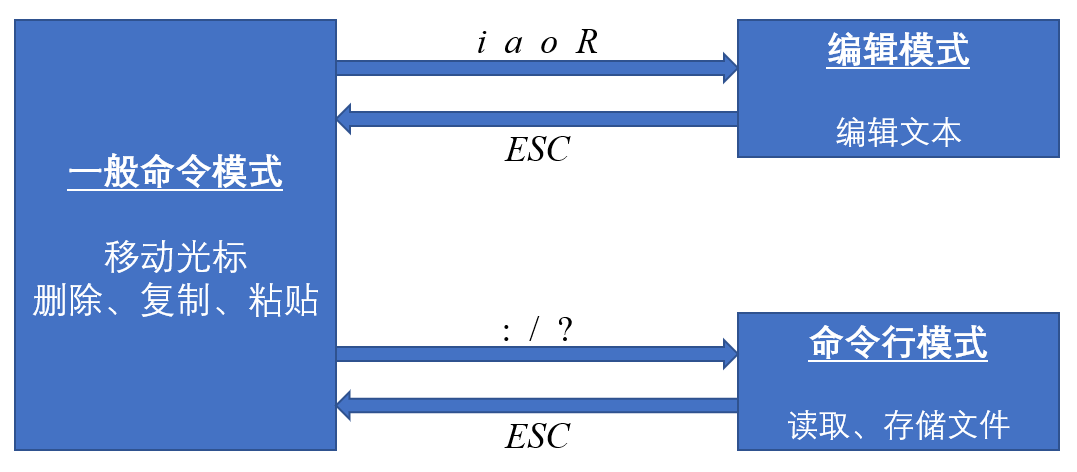 一般命令模式
移动光标
删除、复制、粘贴
i a o R
ESC
编辑模式
编辑文本
: / ?
ESC
命令行模式
读取、存储文件